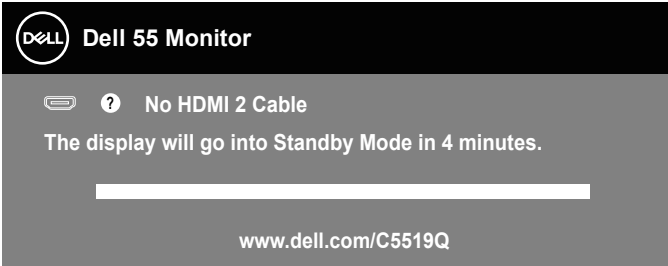 DELL Dell 55 Monitor
? No HDMI 2 Cable
The display will go into Standby Mode in 4 minutes.
www.dell.com/C5519Q